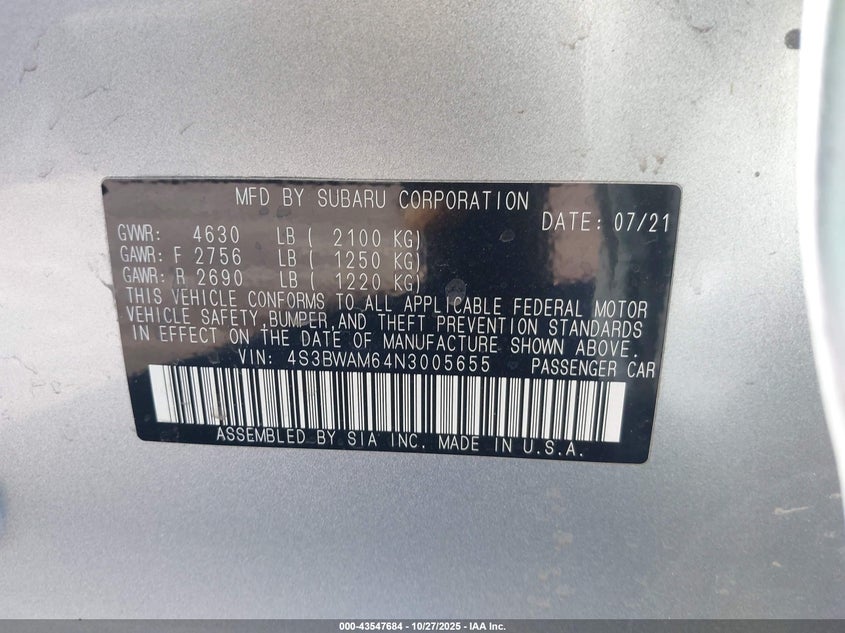 MFD BY SUBARU CORPORATION
DATE: 07/21
GVWR: 4630 LB ( 2100 KG)
GAWR: F 2756 LB ( 1250 KG)
GAWR: R 2690 LB ( 1220 KG)
THIS VEHICLE CONFORMS TO ALL APPLICABLE FEDERAL MOTOR
VEHICLE SAFETY,BUMPER,AND THEFT PREVENTION STANDARDS
IN EFFECT ON THE DATE OF MANUFACTURE SHOWN ABOVE.
VIN: 4S3BWAM64N3005655 PASSENGER CAR
ASSEMBLED BY SIA INC. MADE IN U.S.A.
000-43547684 | 10/27/2025 - IAA Inc.